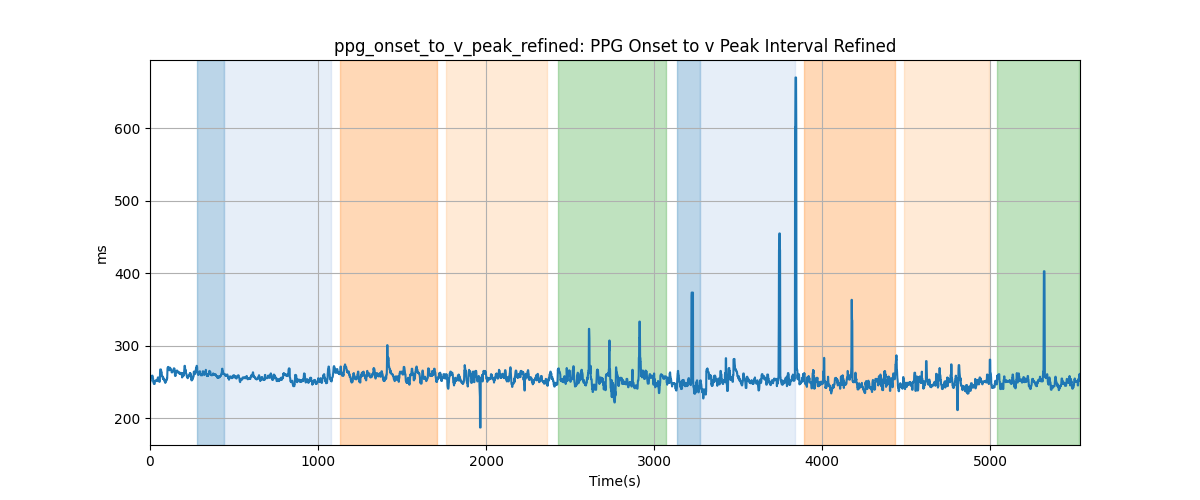 ppg_onset_to_v_peak_refined: PPG Onset to v Peak Interval Refined
600
500
400
300
200
ms
0 1000 2000 3000 4000 5000
Time(s)